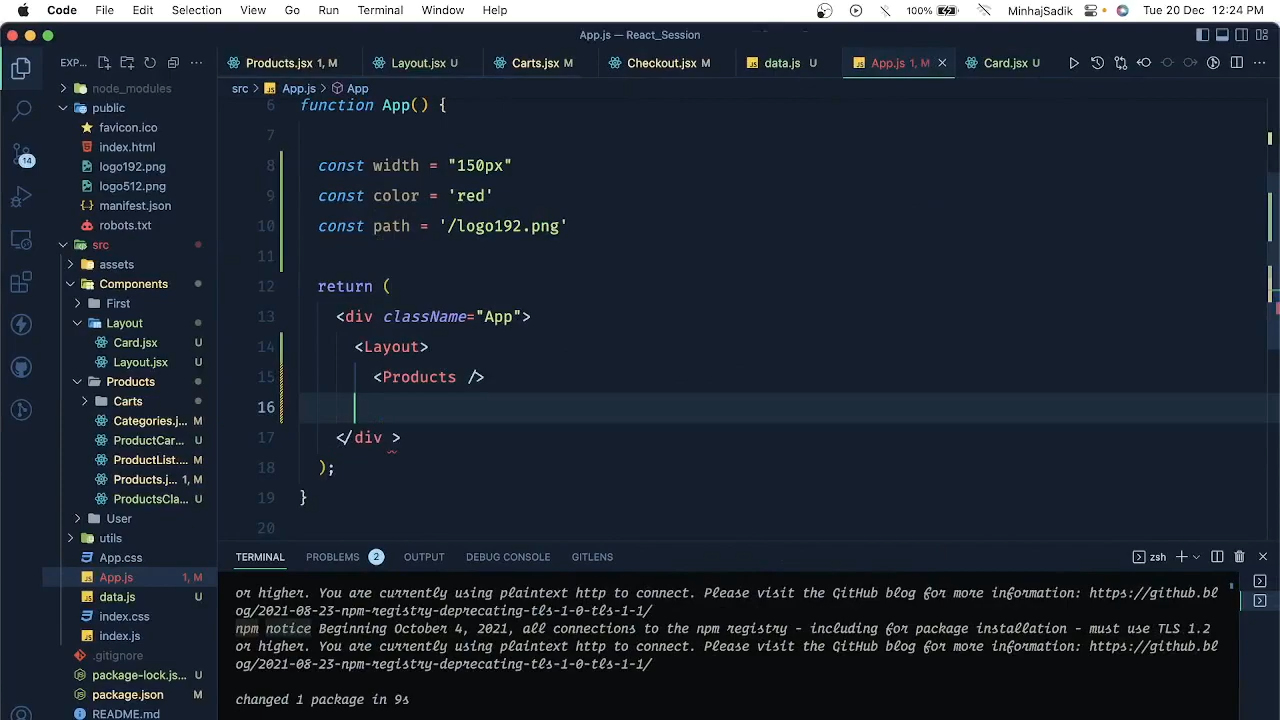 Code File Edit Selection View Go Run Terminal Window Help 100% MinhajSadik Tue 20 Dec 12:24 PM
App.js — React_Session
EXP...
Products.jsx 1, M Layout.jsx U Carts.jsx M Checkout.jsx M data.js U App.js 1, M Card.jsx U
src > App.js > App
node_modules
public
favicon.ico
index.html
logo192.png
logo512.png
manifest.json
robots.txt
src
assets
Components
First
Layout
Card.jsx U
Layout.jsx U
Products
Carts
Categories.j... M
ProductCar... U
ProductList.... M
Products.j... 1, M
ProductsCla... U
User
utils
App.css
App.js 1, M
data.js U
index.css
index.js
.gitignore
package-lock.js... M
package.json M
README.md
14
6 function App() {
7
8 const width = "150px"
9 const color = 'red'
10 const path = '/logo192.png'
11
12 return (
13 <div className="App">
14 <Layout>
15 <Products />
16
17 </div >
18 );
19 }
20
TERMINAL PROBLEMS 2 OUTPUT DEBUG CONSOLE GITLENS zsh
or higher. You are currently using plaintext http to connect. Please visit the GitHub blog for more information: https://github.bl
og/2021-08-23-npm-registry-deprecating-tls-1-0-tls-1-1/
npm notice Beginning October 4, 2021, all connections to the npm registry - including for package installation - must use TLS 1.2
or higher. You are currently using plaintext http to connect. Please visit the GitHub blog for more information: https://github.bl
og/2021-08-23-npm-registry-deprecating-tls-1-0-tls-1-1/
changed 1 package in 9s